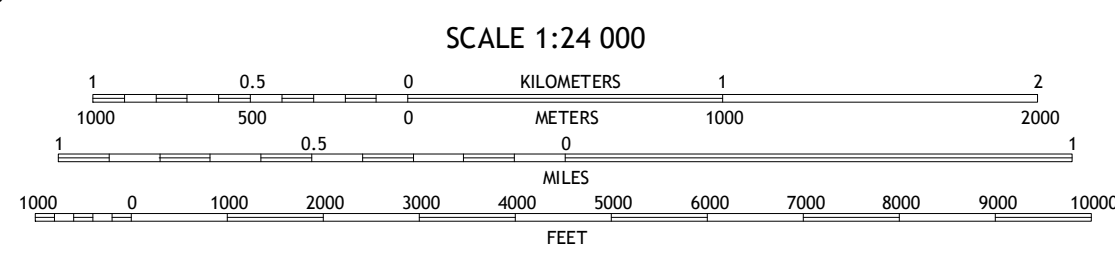 SCALE 1:24 000
1 0.5 0 KILOMETERS 1 2
1000 500 0 METERS 1000 2000
1 0.5 0 1
MILES
1000 0 1000 2000 3000 4000 5000 6000 7000 8000 9000 10000
FEET